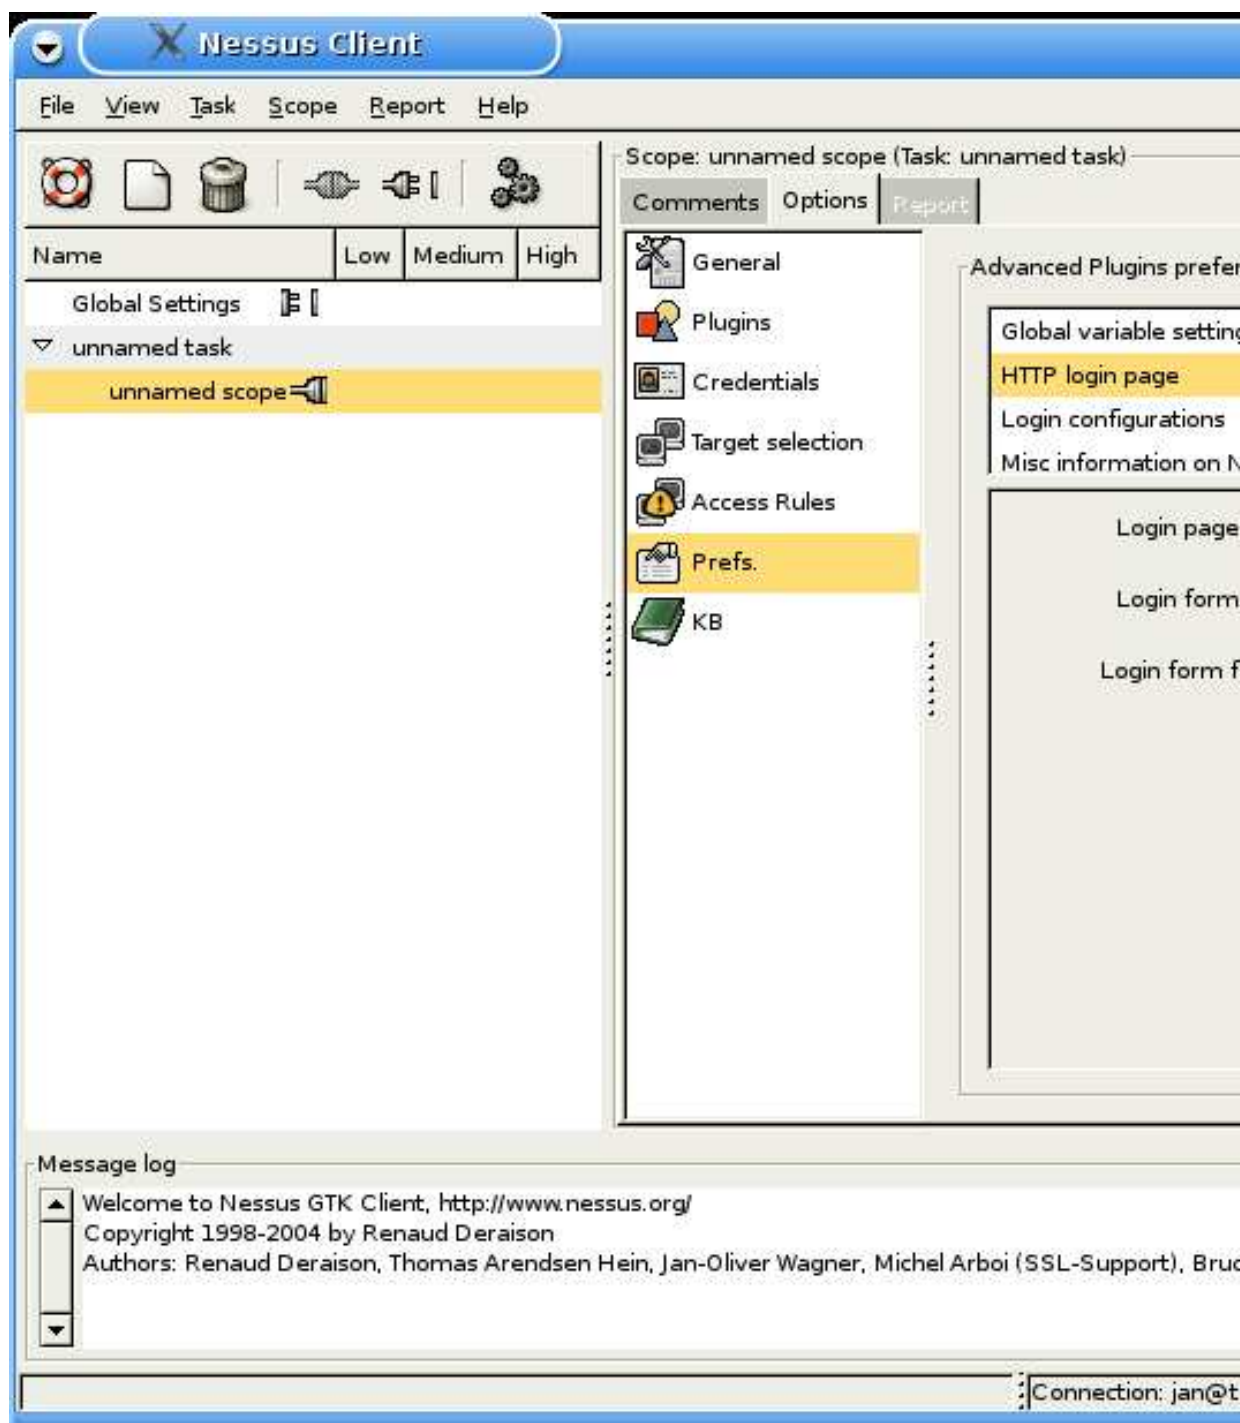 Nessus Client
File View Task Scope Report Help
Scope: unnamed scope (Task: unnamed task)
Comments Options Report
Name Low Medium High
Global Settings
unnamed task
unnamed scope
General
Plugins
Credentials
Target selection
Access Rules
Prefs.
KB
Advanced Plugins prefer
Global variable setting
HTTP login page
Login configurations
Misc information on N
Login page
Login form
Login form f
Message log
Welcome to Nessus GTK Client, http://www.nessus.org/
Copyright 1998-2004 by Renaud Deraison
Authors: Renaud Deraison, Thomas Arendsen Hein, Jan-Oliver Wagner, Michel Arboi (SSL-Support), Bruc
Connection: jan@t